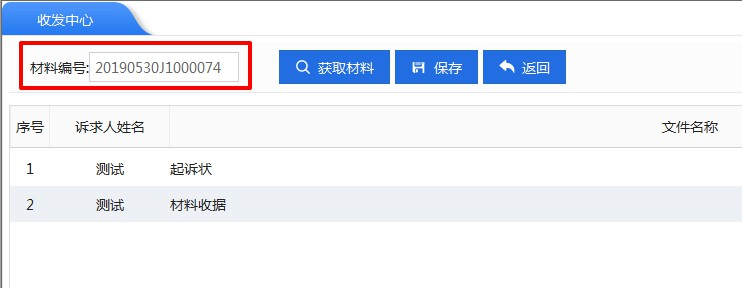 收发中心
材料编号:20190530J1000074 获取材料 保存 返回
序号 诉求人姓名 文件名称
1 测试 起诉状
2 测试 材料收据